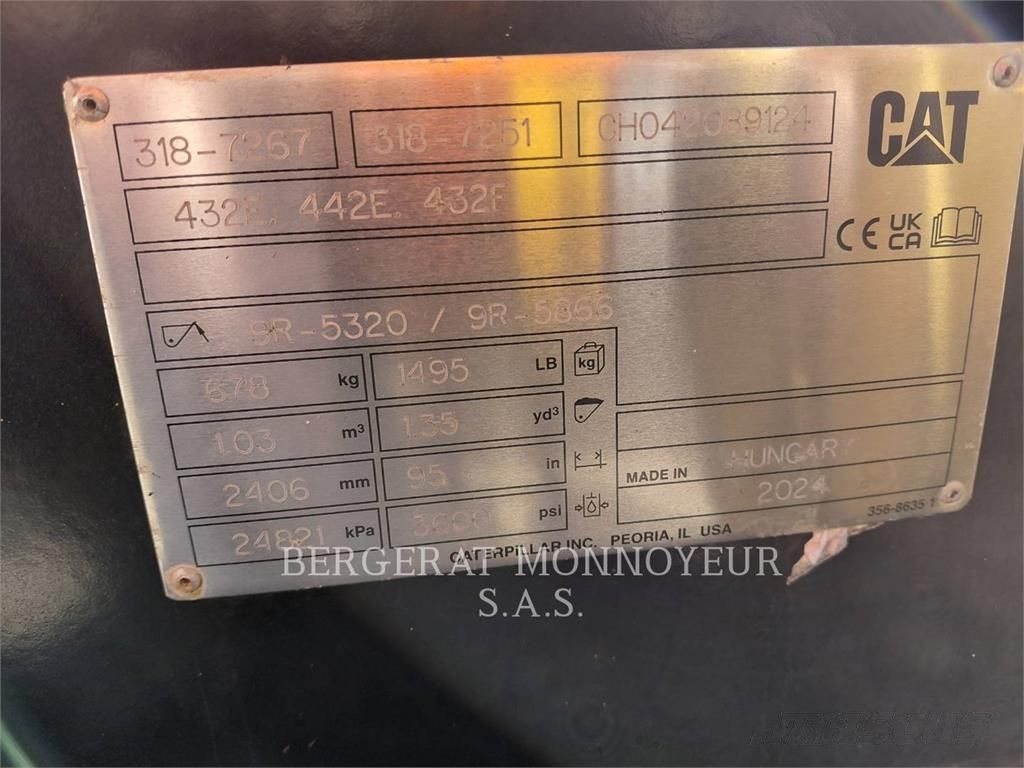 318-7267 318-7251 CH042089124
CAT
432E, 442E, 432F
CE UK CA
9R-5320 / 9R-5866
678 kg 1495 LB kg
1.03 m³ 1.35 yd³
2406 mm 95 in
MADE IN HUNGARY
24821 kPa 3600 psi
2024
356-8635 1
CATERPILLAR INC. PEORIA, IL USA
BERGERAT MONNOYEUR
S.A.S.